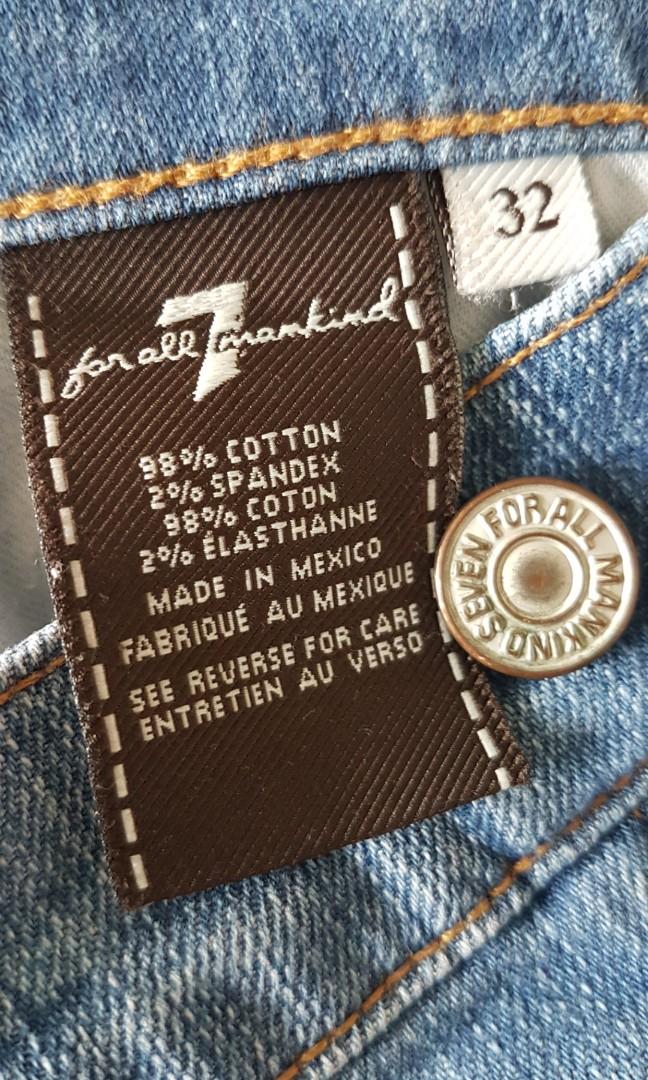 32
for all 7 mankind
98% COTTON
2% SPANDEX
98% COTON
2% ÉLASTHANNE
MADE IN MEXICO
FABRIQUÉ AU MEXIQUE
SEE REVERSE FOR CARE
ENTRETIEN AU VERSO
SEVEN FOR ALL MANKIND